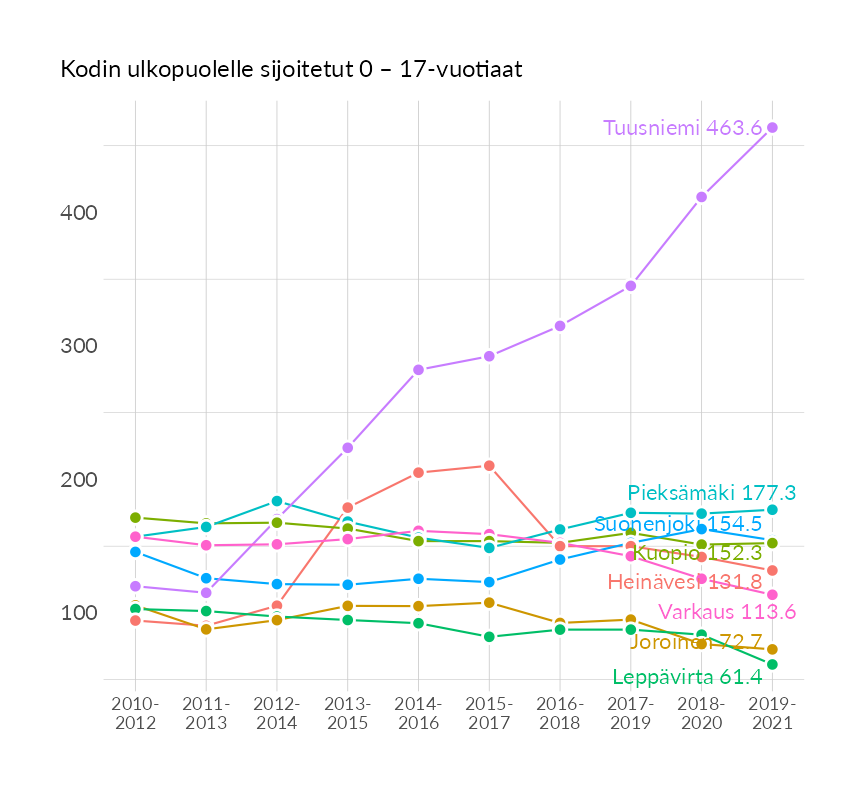 Kodin ulkopuolelle sijoitetut 0 – 17-vuotiaat
Tuusniemi 463.6
400
300
200
Pieksämäki 177.3
Suonenjoki 154.5
Kuopio 152.3
Heinävesi 131.8
100
Varkaus 113.6
Joroinen 72.7
Leppävirta 61.4
2010- 2011- 2012- 2013- 2014- 2015- 2016- 2017- 2018- 2019-
2012 2013 2014 2015 2016 2017 2018 2019 2020 2021